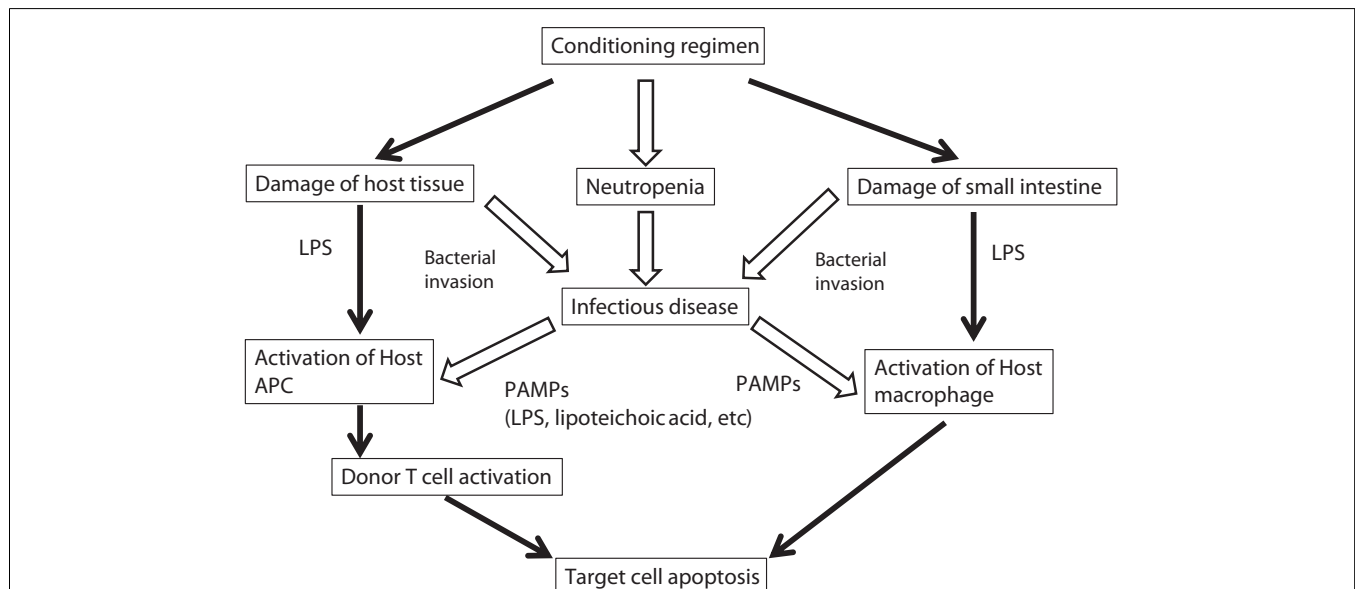 Conditioning regimen
Damage of host tissue
Neutropenia
Damage of small intestine
LPS
Bacterial
invasion
Bacterial
invasion
LPS
Infectious disease
Activation of Host
APC
PAMPs
(LPS, lipoteichoic acid, etc)
PAMPs
Activation of Host
macrophage
Donor T cell activation
Target cell apoptosis